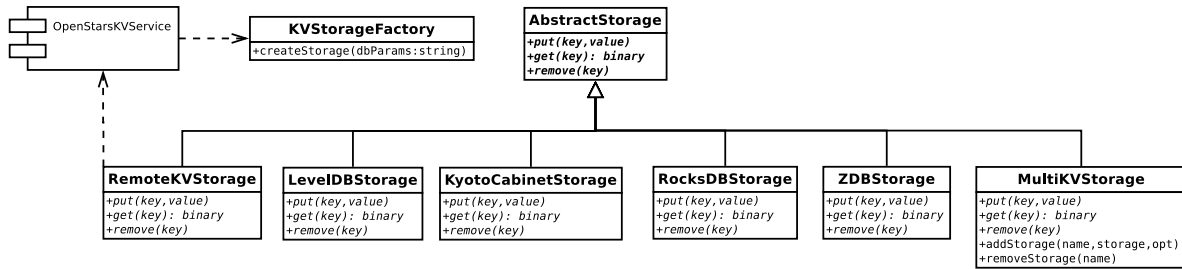 OpenStarsKVService
KVStorageFactory
+createStorage(dbParams:string)
AbstractStorage
+put(key,value)
+get(key): binary
+remove(key)
RemoteKVStorage
+put(key,value)
+get(key): binary
+remove(key)
LevelDBStorage
+put(key,value)
+get(key): binary
+remove(key)
KyotoCabinetStorage
+put(key,value)
+get(key): binary
+remove(key)
RocksDBStorage
+put(key,value)
+get(key): binary
+remove(key)
ZDBStorage
+put(key,value)
+get(key): binary
+remove(key)
MultiKVStorage
+put(key,value)
+get(key): binary
+remove(key)
+addStorage(name,storage,opt)
+removeStorage(name)